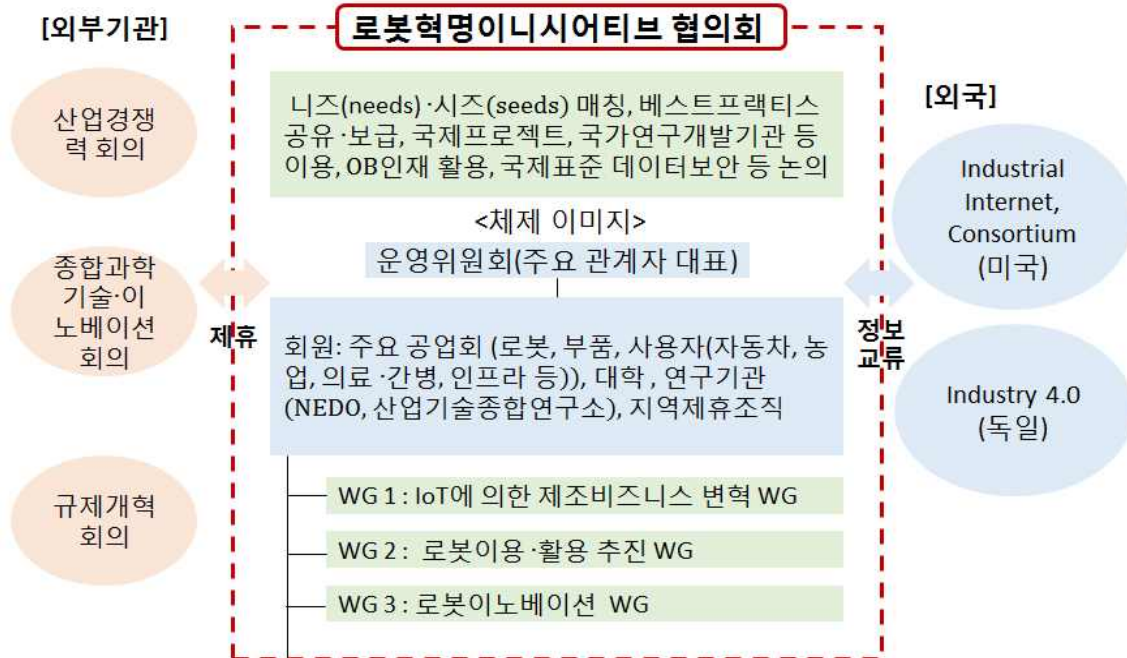 [외부기관]
산업경쟁
력 회의
종합과학
기술·이
노베이션
회의
규제개혁
회의
제휴
로봇혁명이니시어티브 협의회
니즈(needs)·시즈(seeds) 매칭, 베스트프랙티스
공유·보급, 국제프로젝트, 국가연구개발기관 등
이용, OB인재 활용, 국제표준 데이터보안 등 논의
<체제 이미지>
운영위원회(주요 관계자 대표)
회원: 주요 공업회 (로봇, 부품, 사용자(자동차, 농
업, 의료·간병, 인프라 등)), 대학, 연구기관
(NEDO, 산업기술종합연구소), 지역제휴조직
WG 1 : IoT에 의한 제조비즈니스 변혁 WG
WG 2 : 로봇이용·활용 추진 WG
WG 3 : 로봇이노베이션 WG
정보
교류
[외국]
Industrial
Internet,
Consortium
(미국)
Industry 4.0
(독일)